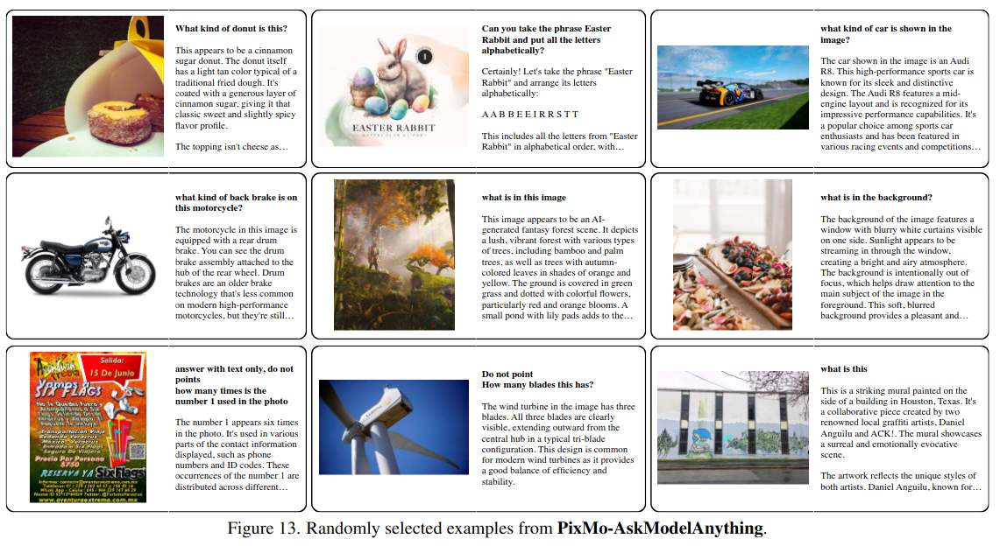 What kind of donut is this?
This appears to be a cinnamon
sugar donut. The donut itself
has a light tan color typical of a
traditional fried dough. It's
coated with a generous layer of
cinnamon sugar, giving it that
classic sweet and slightly spicy
flavor profile.
The topping isn't cheese as…
EASTER RABBIT
WATERCOLOR CLIPART
Can you take the phrase Easter
Rabbit and put all the letters
alphabetically?
Certainly! Let's take the phrase "Easter
Rabbit" and arrange its letters
alphabetically:
A A B B E E I R R S T T
This includes all the letters from "Easter
Rabbit" in alphabetical order, with…
what kind of car is shown in the
image?
The car shown in the image is an Audi
R8. This high-performance sports car is
known for its sleek and distinctive
design. The Audi R8 features a mid-
engine layout and is recognized for its
impressive performance capabilities. It's
a popular choice among sports car
enthusiasts and has been featured in
various racing events and competitions…
what kind of back brake is on
this motorcycle?
The motorcycle in this image is
equipped with a rear drum
brake. You can see the drum
brake assembly attached to the
hub of the rear wheel. Drum
brakes are an older brake
technology that's less common
on modern high-performance
motorcycles, but they're still…
what is in this image
This image appears to be an AI-
generated fantasy forest scene. It depicts
a lush, vibrant forest with various types
of trees, including bamboo and palm
trees, as well as trees with autumn-
colored leaves in shades of orange and
yellow. The ground is covered in green
grass and dotted with colorful flowers,
particularly red and orange blooms. A
small pond with lily pads adds to the…
what is in the background?
The background of the image features a
window with blurry white curtains visible
on one side. Sunlight appears to be
streaming in through the window,
creating a bright and airy atmosphere.
The background is intentionally out of
focus, which helps draw attention to the
main subject of the image in the
foreground. This soft, blurred
background provides a pleasant and…
Salida:
15 De Junio
Vamos a
SIX FLAGS
Precio Por Persona
$750
RESERVA YA SixFlags
www.aventuraextrema.com.mx
answer with text only, do not
points
how many times is the
number 1 used in the photo
The number 1 appears six times
in the photo. It's used in various
parts of the contact information
displayed, such as phone
numbers and ID codes. These
occurrences of the number 1 are
distributed across different…
Do not point
How many blades this has?
The wind turbine in the image has three
blades. All three blades are clearly
visible, extending outward from the
central hub in a typical tri-blade
configuration. This design is common
for modern wind turbines as it provides
a good balance of efficiency and
stability.
what is this
This is a striking mural painted on the
side of a building in Houston, Texas. It's
a collaborative piece created by two
renowned local graffiti artists, Daniel
Anguilu and ACK!. The mural showcases
a surreal and emotionally evocative
scene.
The artwork reflects the unique styles of
both artists. Daniel Anguilu, known for…
Figure 13. Randomly selected examples from PixMo-AskModelAnything.